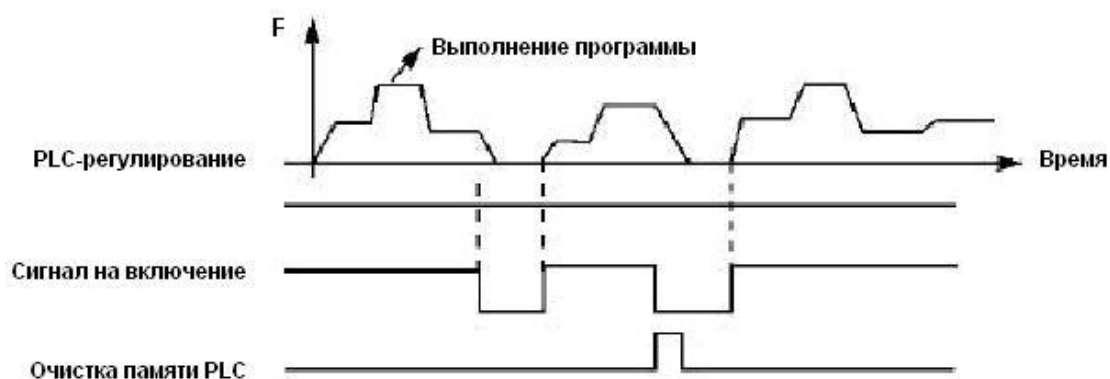 F
Выполнение программы
PLC-регулирование
Время
Сигнал на включение
Очистка памяти PLC